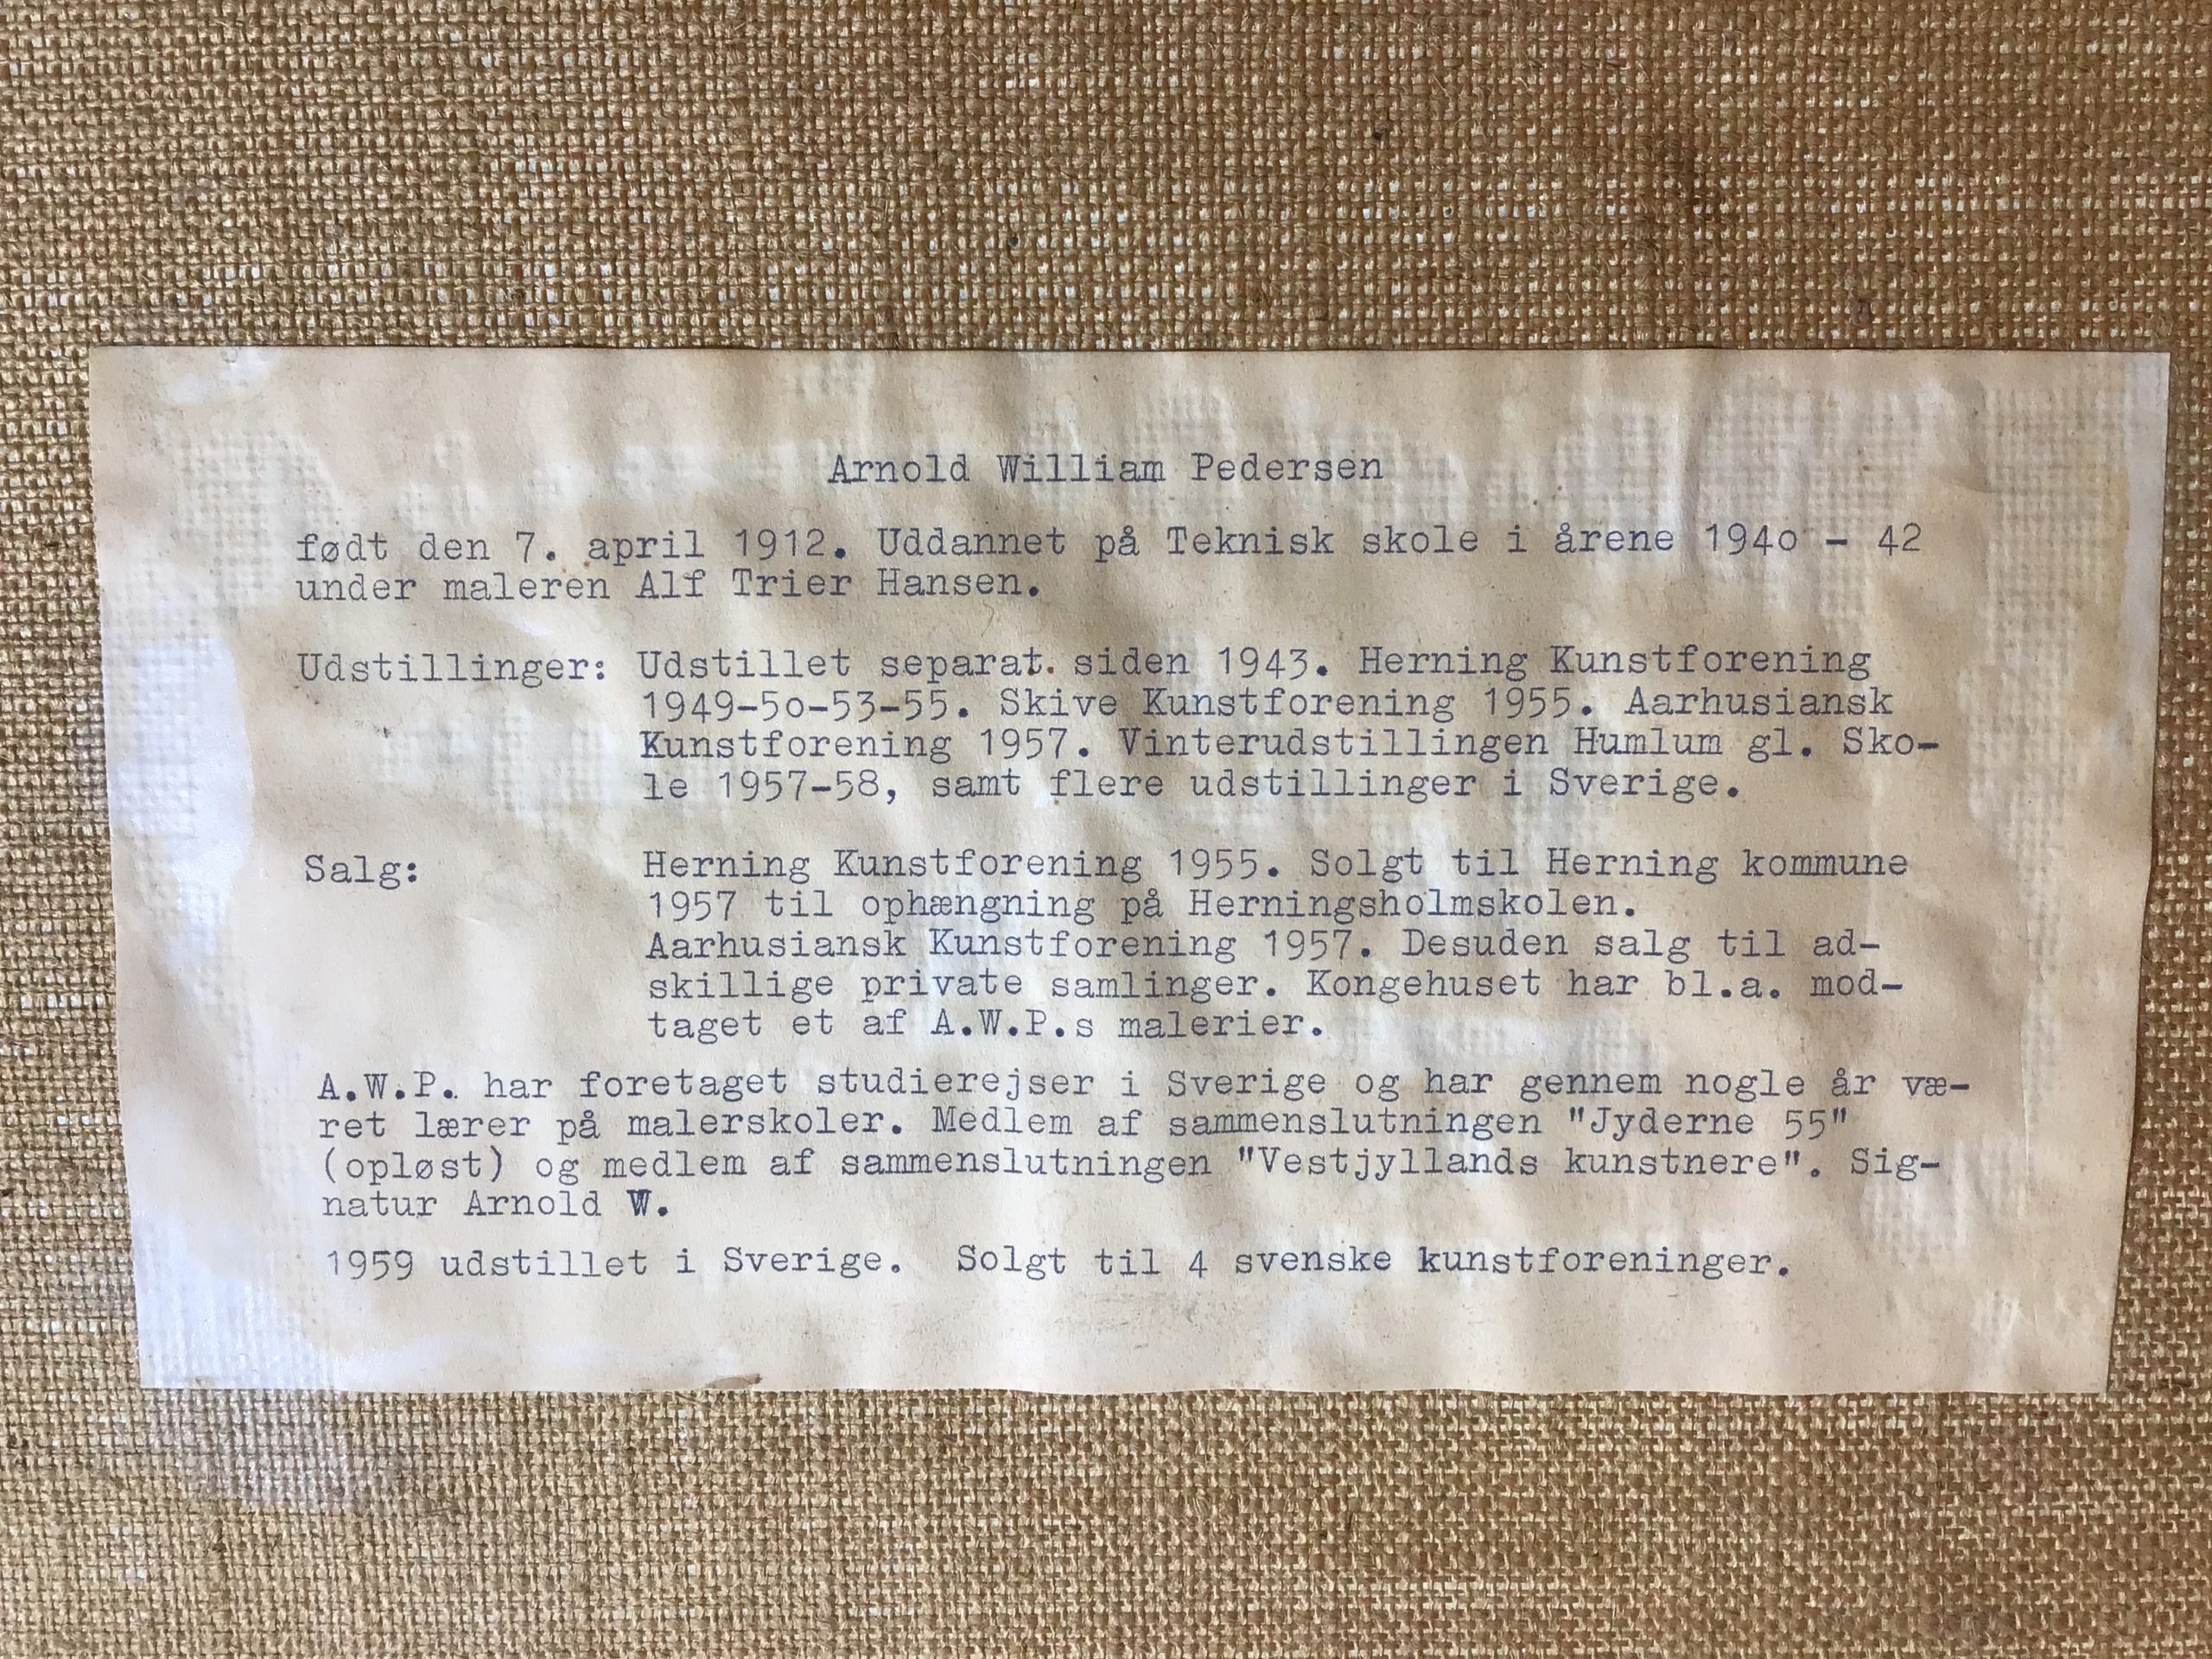 Arnold William Pedersen
født den 7. april 1912. Uddannet på Teknisk skole i årene 194o - 42
under maleren Alf Trier Hansen.
Udstillinger: Udstillet separat. siden 1943. Herning Kunstforening
1949-5o-53-55. Skive Kunstforening 1955. Aarhusiansk
Kunstforening 1957. Vinterudstillingen Humlum gl. Sko-
le 1957-58, samt flere udstillinger i Sverige.
Salg: Herning Kunstforening 1955. Solgt til Herning kommune
1957 til ophængning på Herningsholmskolen.
Aarhusiansk Kunstforening 1957. Desuden salg til ad-
skillige private samlinger. Kongehuset har bl.a. mod-
taget et af A.W.P.s malerier.
A.W.P. har foretaget studierejser i Sverige og har gennem nogle år væ-
ret lærer på malerskoler. Medlem af sammenslutningen "Jyderne 55"
(opløst) og medlem af sammenslutningen "Vestjyllands kunstnere". Sig-
natur Arnold W.
1959 udstillet i Sverige. Solgt til 4 svenske kunstforeninger.